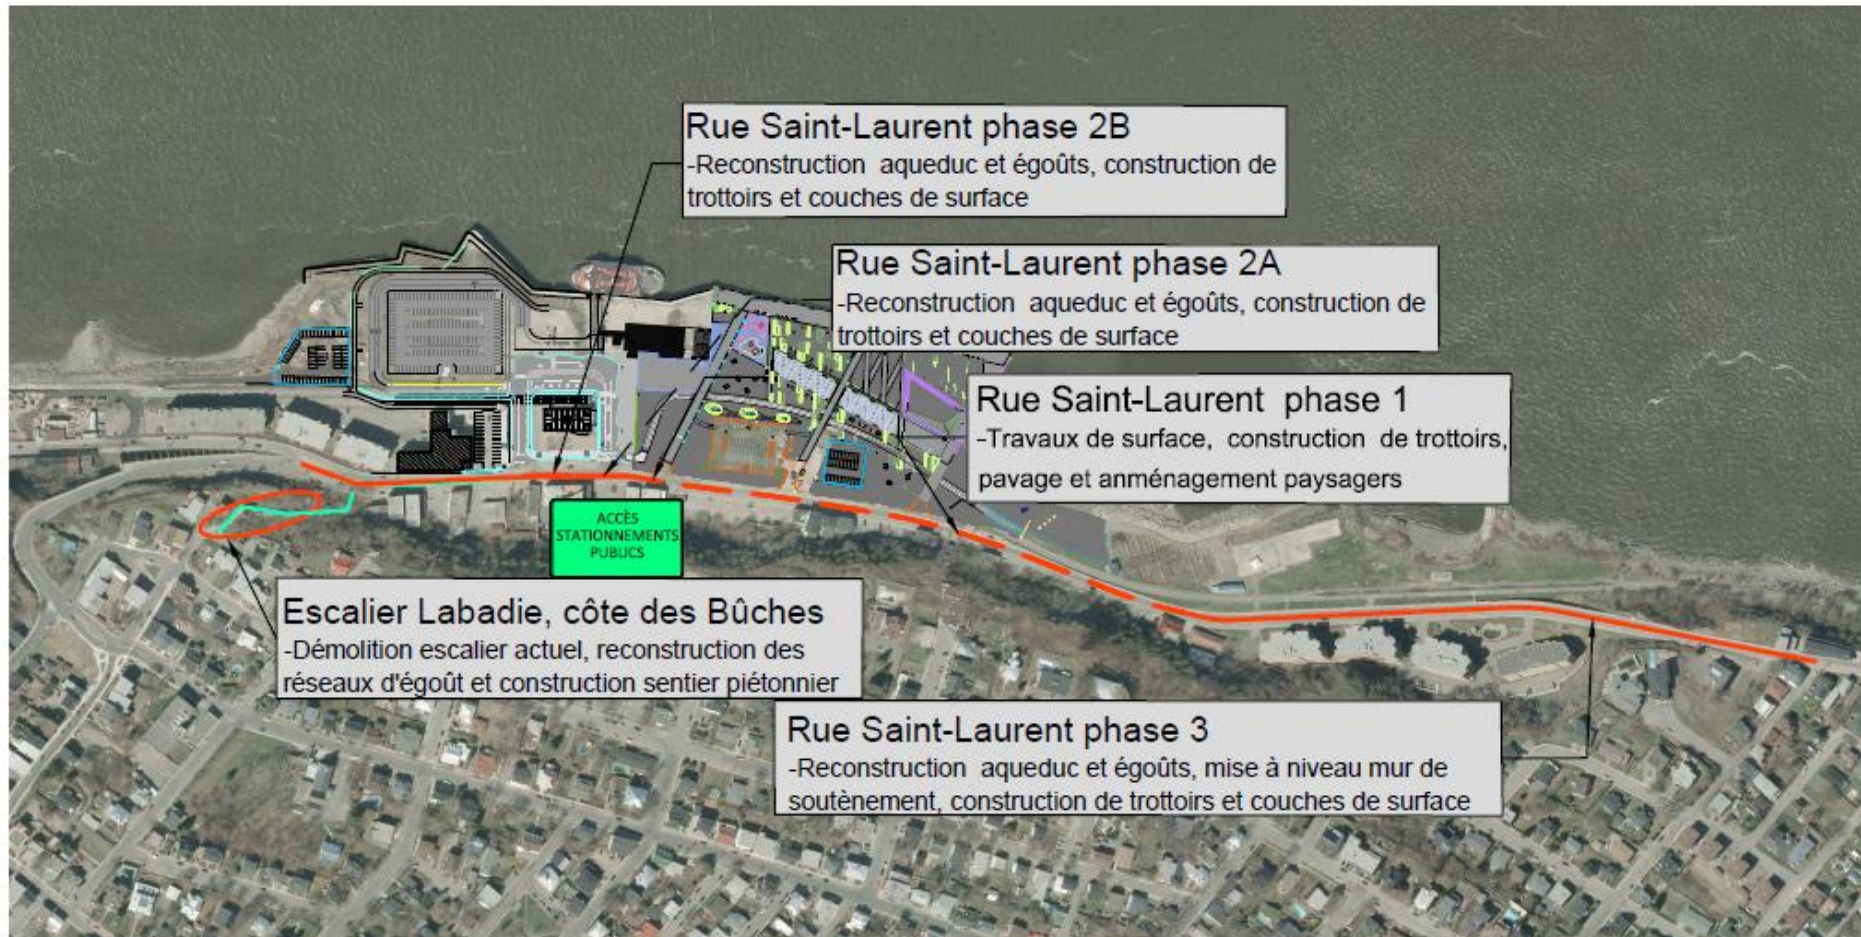 Rue Saint-Laurent phase 2B
-Reconstruction aqueduc et égoûts, construction de
trottoirs et couches de surface
Rue Saint-Laurent phase 2A
-Reconstruction aqueduc et égoûts, construction de
trottoirs et couches de surface
Rue Saint-Laurent phase 1
-Travaux de surface, construction de trottoirs,
pavage et anménagement paysagers
ACCÈS
STATIONNEMENTS
PUBLICS
Escalier Labadie, côte des Bûches
-Démolition escalier actuel, reconstruction des
réseaux d'égoût et construction sentier piétonnier
Rue Saint-Laurent phase 3
-Reconstruction aqueduc et égoûts, mise à niveau mur de
soutènement, construction de trottoirs et couches de surface